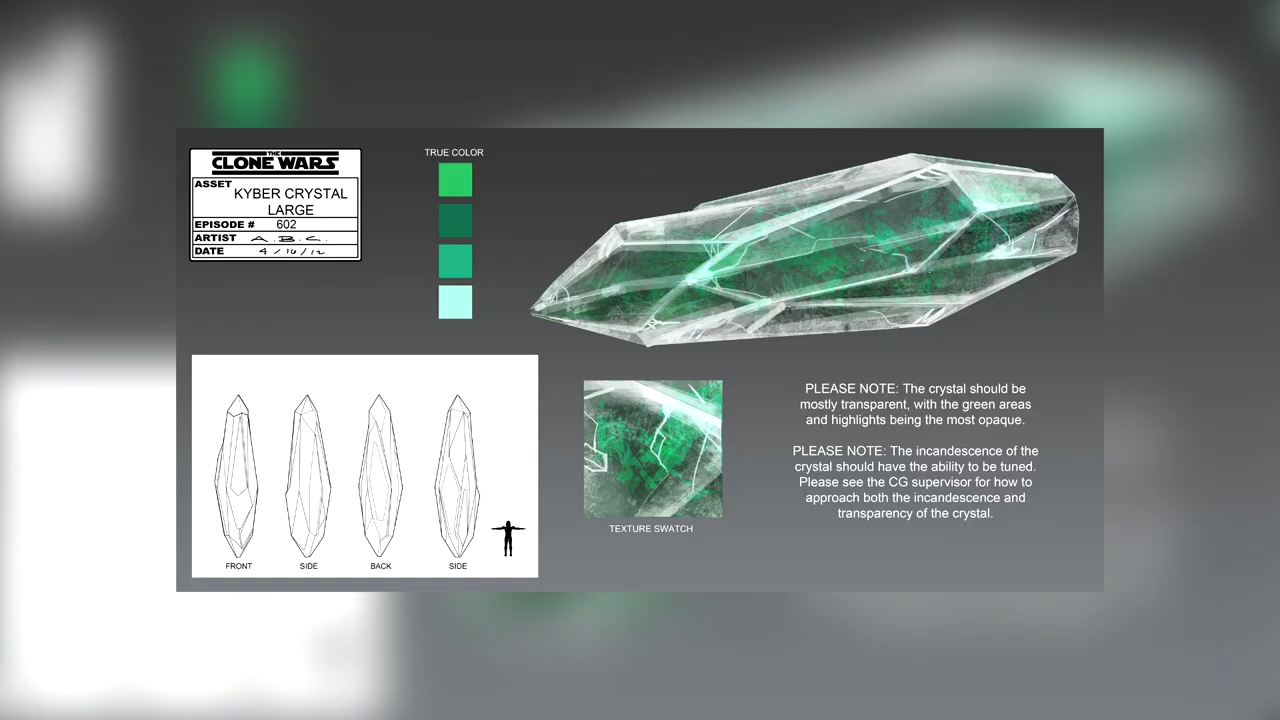 THE
CLONE WARS
ASSET KYBER CRYSTAL
LARGE
EPISODE # 602
ARTIST A.B.C.
DATE 4/16/12
TRUE COLOR
FRONT
SIDE
BACK
SIDE
TEXTURE SWATCH
PLEASE NOTE: The crystal should be
mostly transparent, with the green areas
and highlights being the most opaque.
PLEASE NOTE: The incandescence of the
crystal should have the ability to be tuned.
Please see the CG supervisor for how to
approach both the incandescence and
transparency of the crystal.